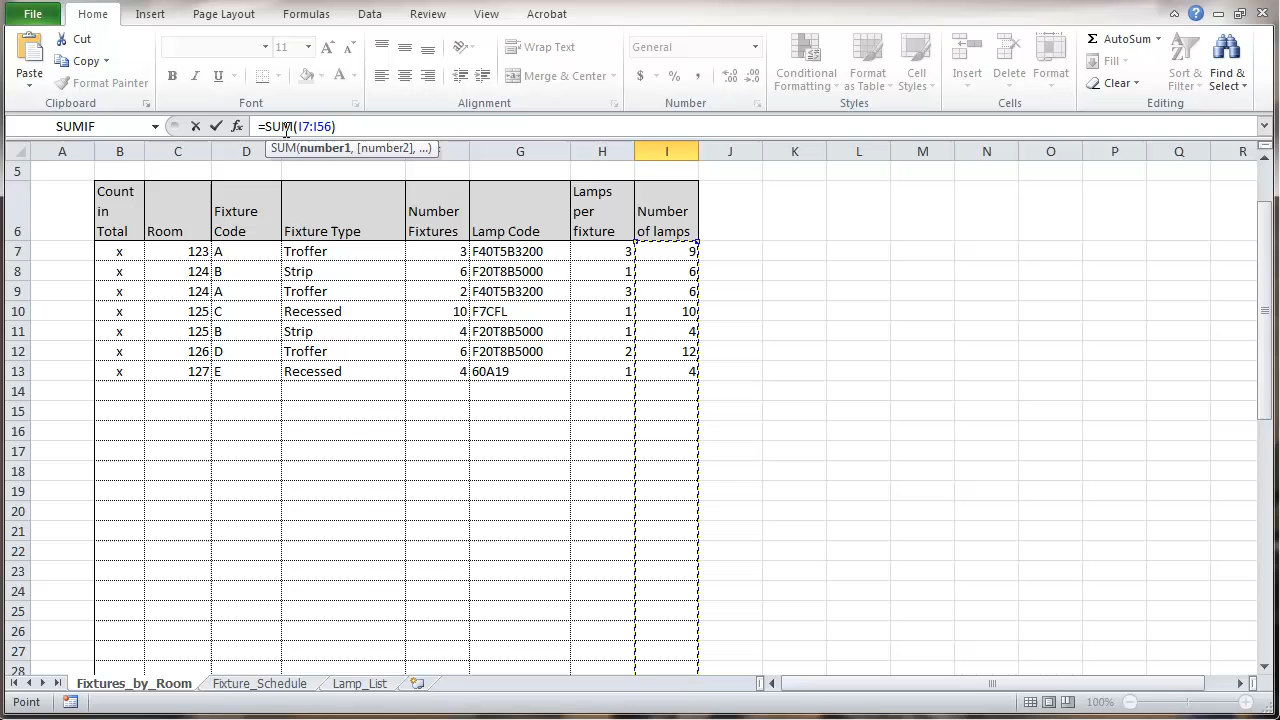 File Home Insert Page Layout Formulas Data Review View Acrobat
Cut
Copy
Format Painter
Paste
Clipboard
11 A A
B I U A
Font
Wrap Text
Merge & Center
Alignment
General
$ % , .0 .00 .00 .0
Number
Conditional Formatting
Format as Table
Cell Styles
Styles
Insert Delete Format
Cells
Σ AutoSum
Fill
Clear
Sort & Filter
Find & Select
Editing
SUMIF fx =SUM(I7:I56)
SUM(number1, [number2], ...)
A B C D G H I J K L M N O P Q R
5
6 Count in Total Room Fixture Code Fixture Type Number Fixtures Lamp Code Lamps per fixture Number of lamps
7 x 123 A Troffer 3 F40T5B3200 3 9
8 x 124 B Strip 6 F20T8B5000 1 6
9 x 124 A Troffer 2 F40T5B3200 3 6
10 x 125 C Recessed 10 F7CFL 1 10
11 x 125 B Strip 4 F20T8B5000 1 4
12 x 126 D Troffer 6 F20T8B5000 2 12
13 x 127 E Recessed 4 60A19 1 4
14
15
16
17
18
19
20
21
22
23
24
25
26
27
28
Fixtures_by_Room Fixture_Schedule Lamp_List
Point 100%